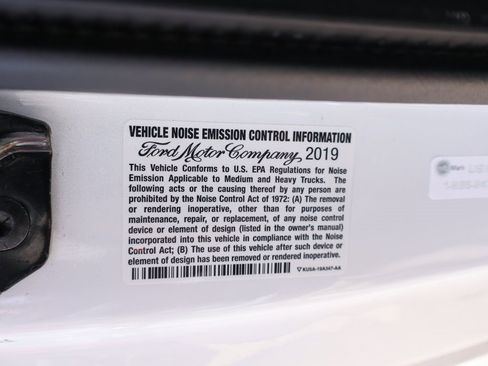 VEHICLE NOISE EMISSION CONTROL INFORMATION
Ford Motor Company 2019
This Vehicle Conforms to U.S. EPA Regulations for Noise
Emission Applicable to Medium and Heavy Trucks. The
following acts or the causing thereof by any person are
prohibited by the Noise Control Act of 1972: (A) The removal
or rendering inoperative, other than for purposes of
maintenance, repair, or replacement, of any noise control
device or element of design (listed in the owner's manual)
incorporated into this vehicle in compliance with the Noise
Control Act; (B) The use of this vehicle after such device or
element of design has been removed or rendered inoperative.
KU5A-19A347-AA